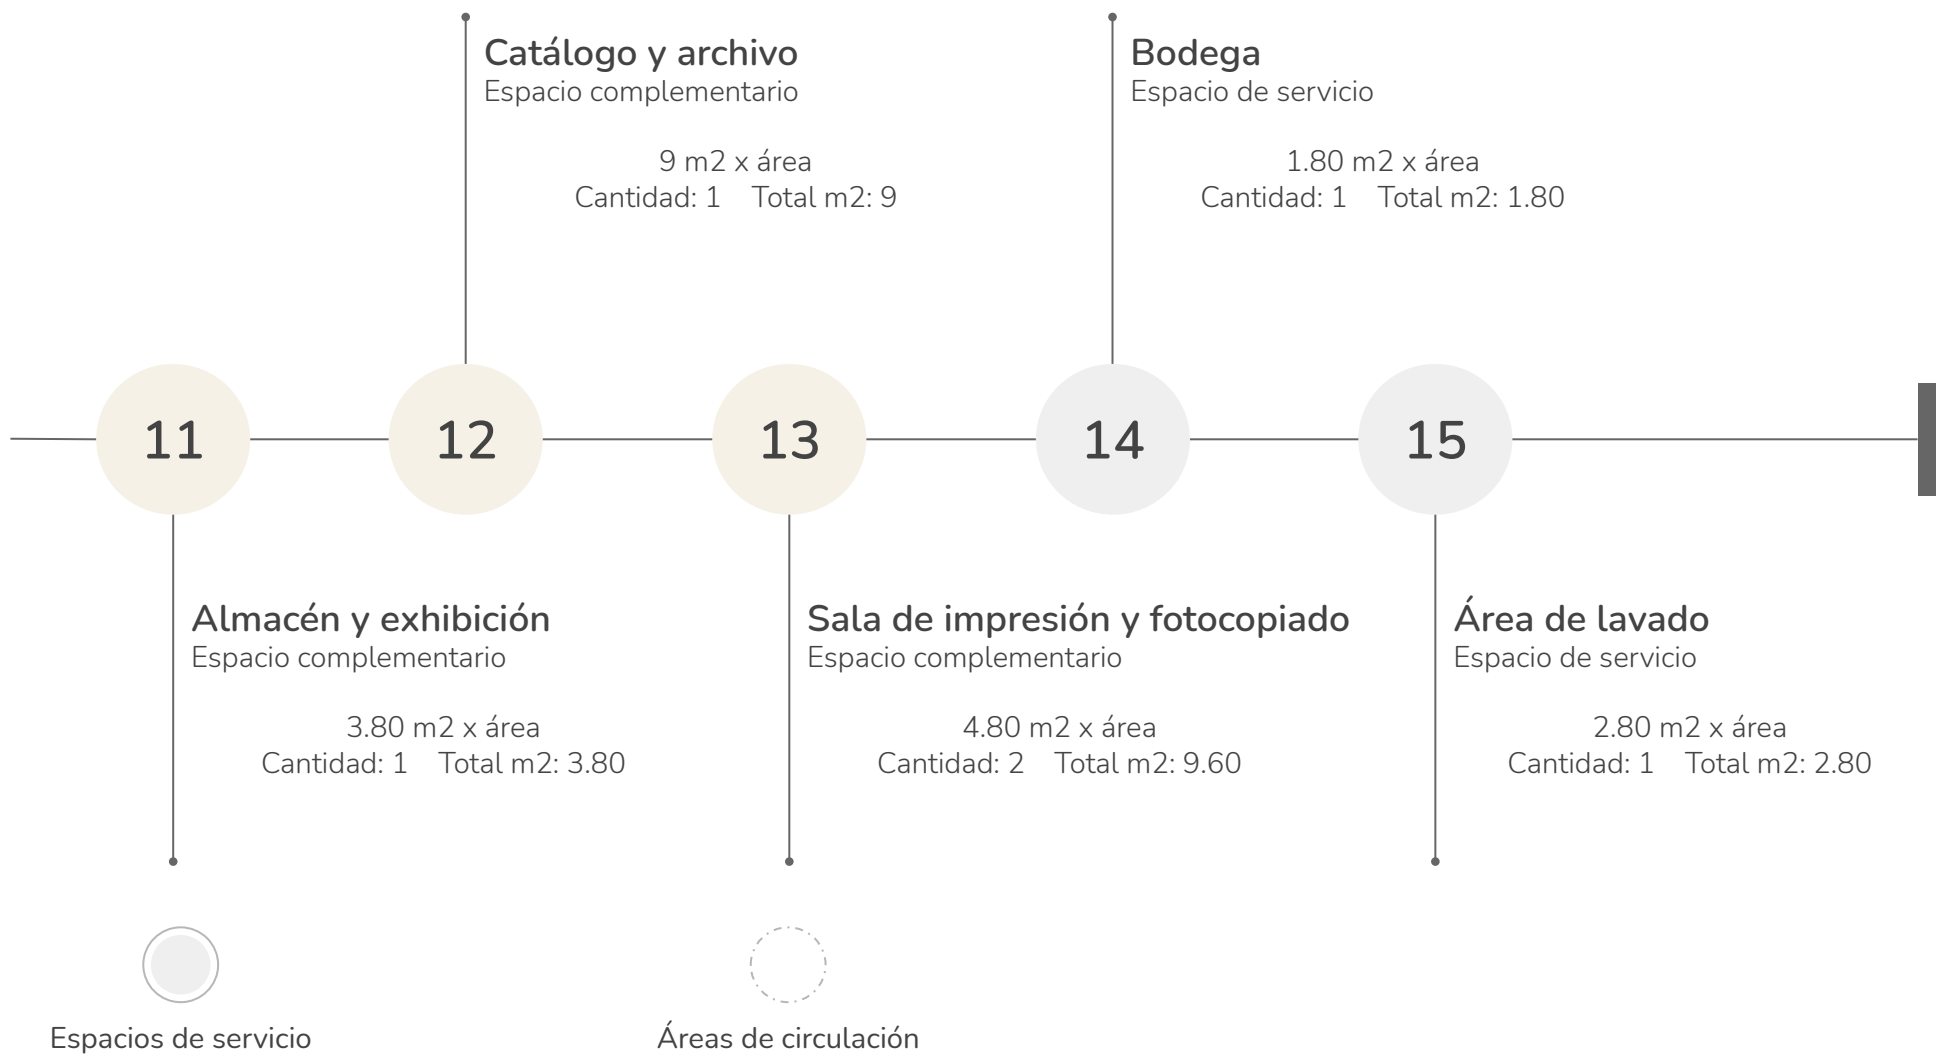 Catálogo y archivo
Espacio complementario
9 m2 x área
Cantidad: 1 Total m2: 9
Bodega
Espacio de servicio
1.80 m2 x área
Cantidad: 1 Total m2: 1.80
11
12
13
14
15
Almacén y exhibición
Espacio complementario
3.80 m2 x área
Cantidad: 1 Total m2: 3.80
Sala de impresión y fotocopiado
Espacio complementario
4.80 m2 x área
Cantidad: 2 Total m2: 9.60
Área de lavado
Espacio de servicio
2.80 m2 x área
Cantidad: 1 Total m2: 2.80
Espacios de servicio
Áreas de circulación